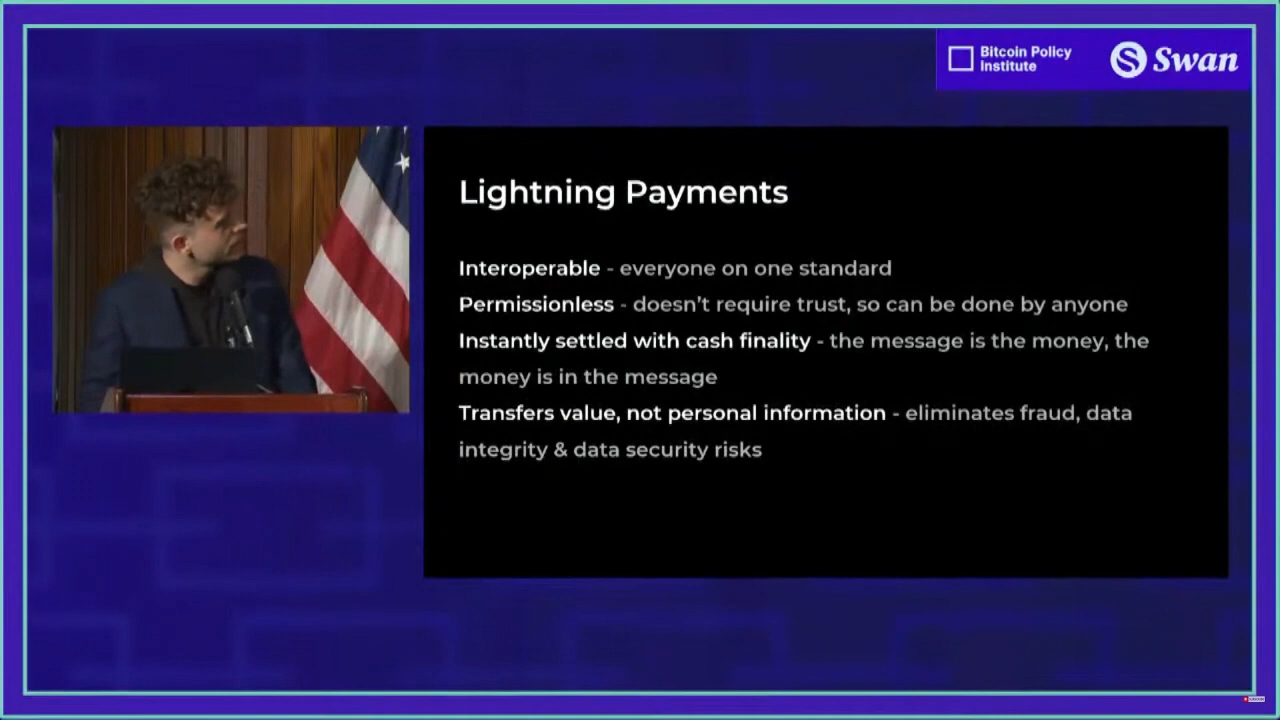 Bitcoin Policy
Institute
Swan
Lightning Payments
Interoperable - everyone on one standard
Permissionless - doesn’t require trust, so can be done by anyone
Instantly settled with cash finality - the message is the money, the
money is in the message
Transfers value, not personal information - eliminates fraud, data
integrity & data security risks